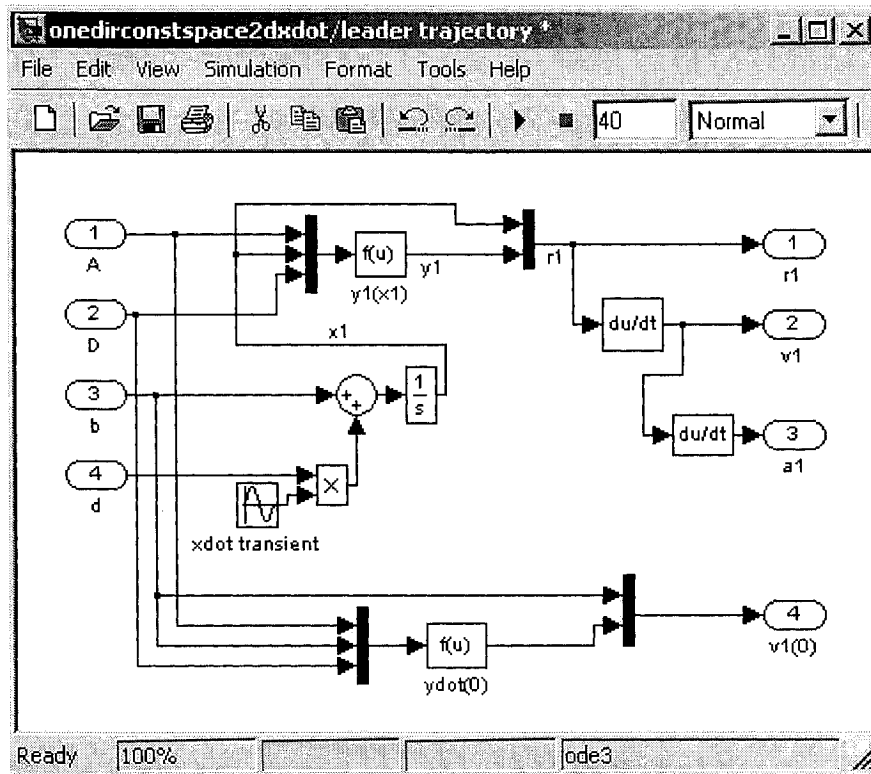 onedirconstspace2dxdot/leader trajectory *
File Edit View Simulation Format Tools Help
40 Normal
1
A
f(u)
y1
y1(x1)
r1
1
r1
2
D
du/dt
2
v1
x1
3
b
+
+
1
s
du/dt
3
a1
4
d
×
xdot transient
f(u)
ydot(0)
4
v1(0)
Ready 100% ode3